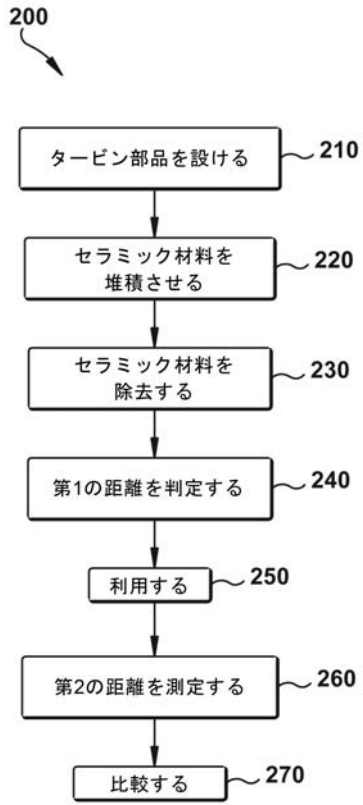 200
タービン部品を設ける 210
セラミック材料を
堆積させる 220
セラミック材料を
除去する 230
第1の距離を判定する 240
利用する 250
第2の距離を測定する 260
比較する 270